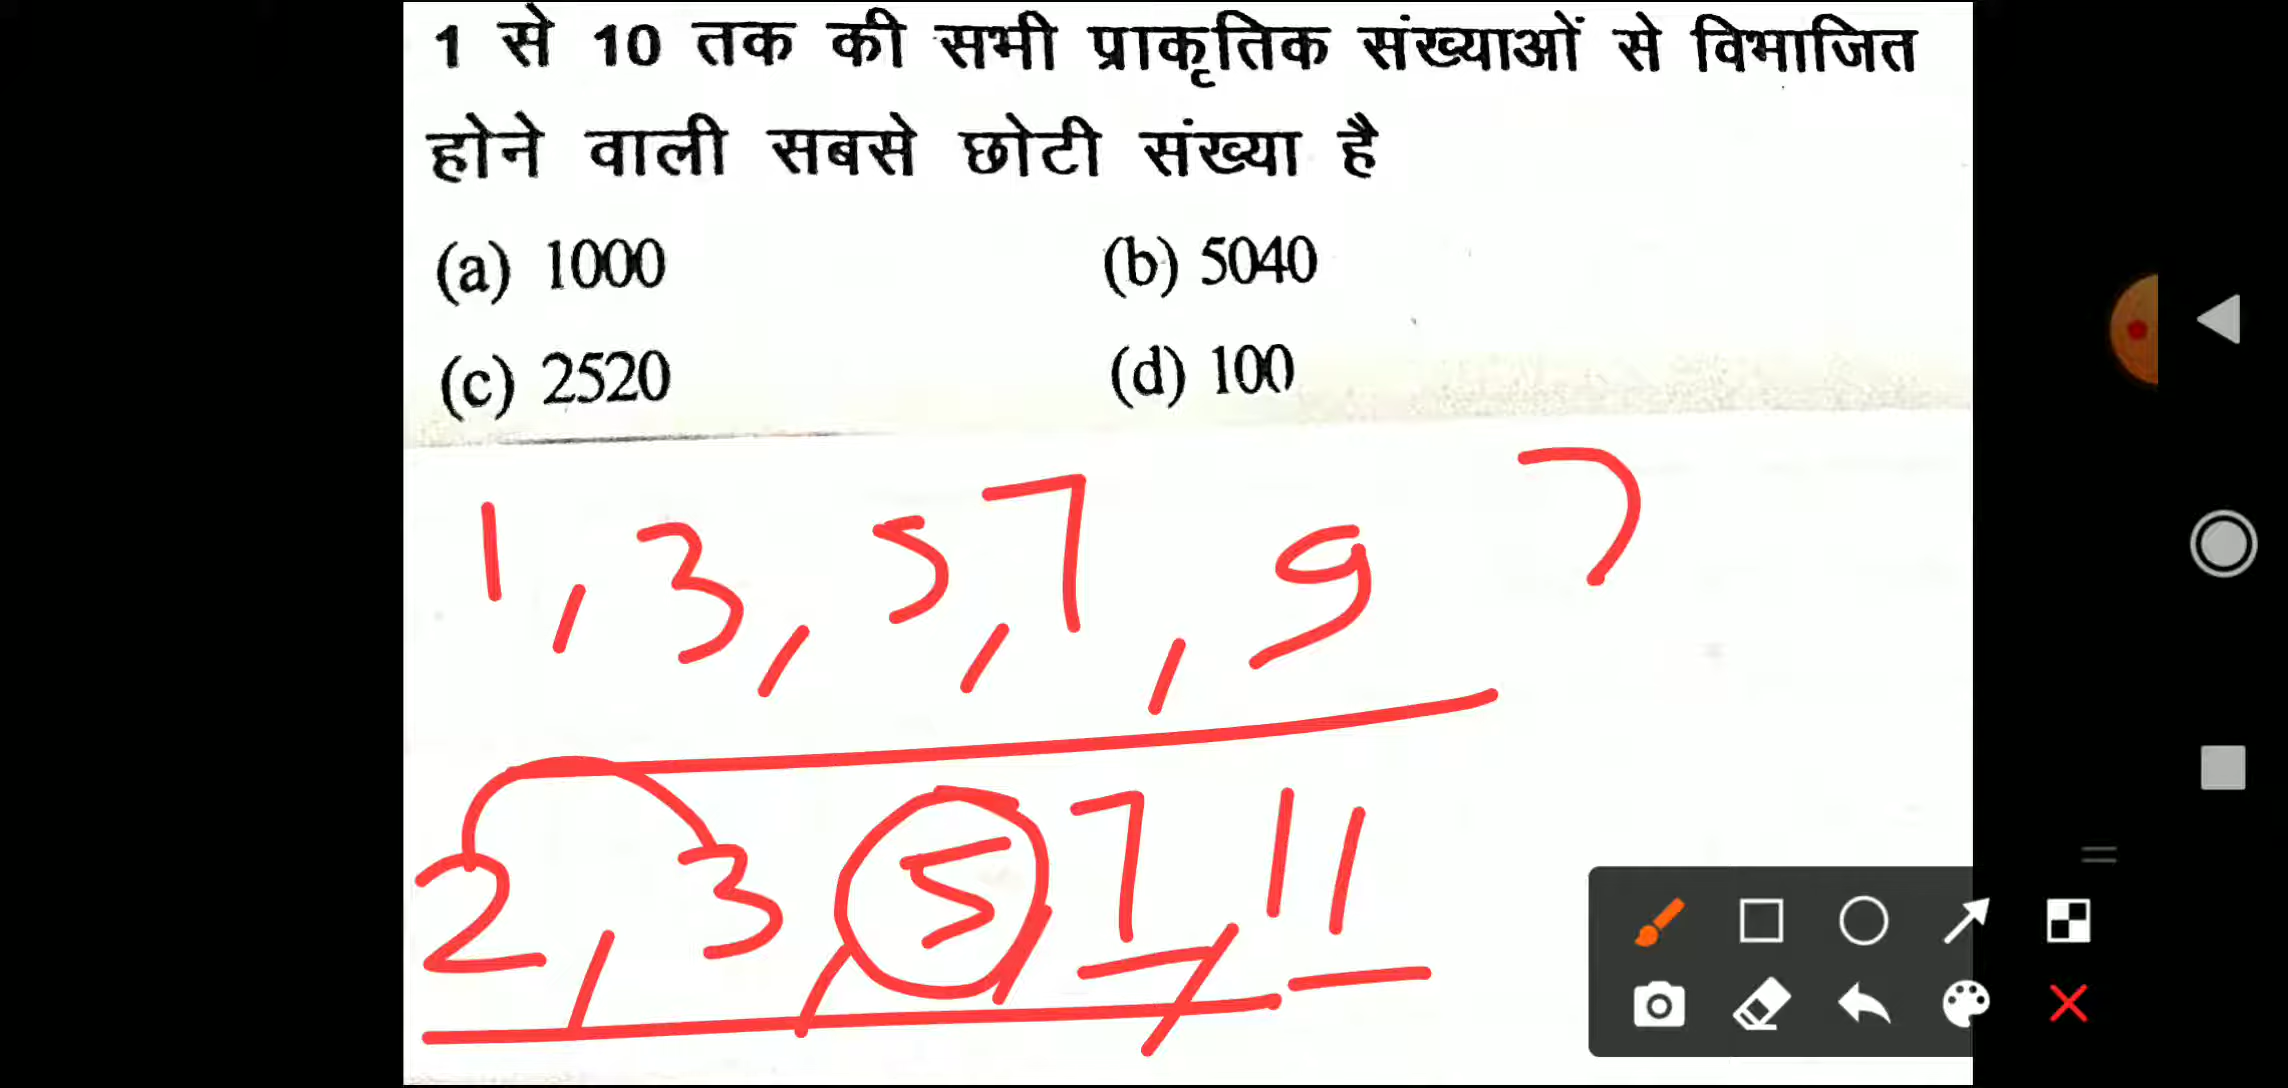 1 से 10 तक की सभी प्राकृतिक संख्याओं से विभाजित
होने वाली सबसे छोटी संख्या है
(a) 1000 (b) 5040
(c) 2520 (d) 100
1, 3, 5, 7, 9
2, 3, 5, 7, 11